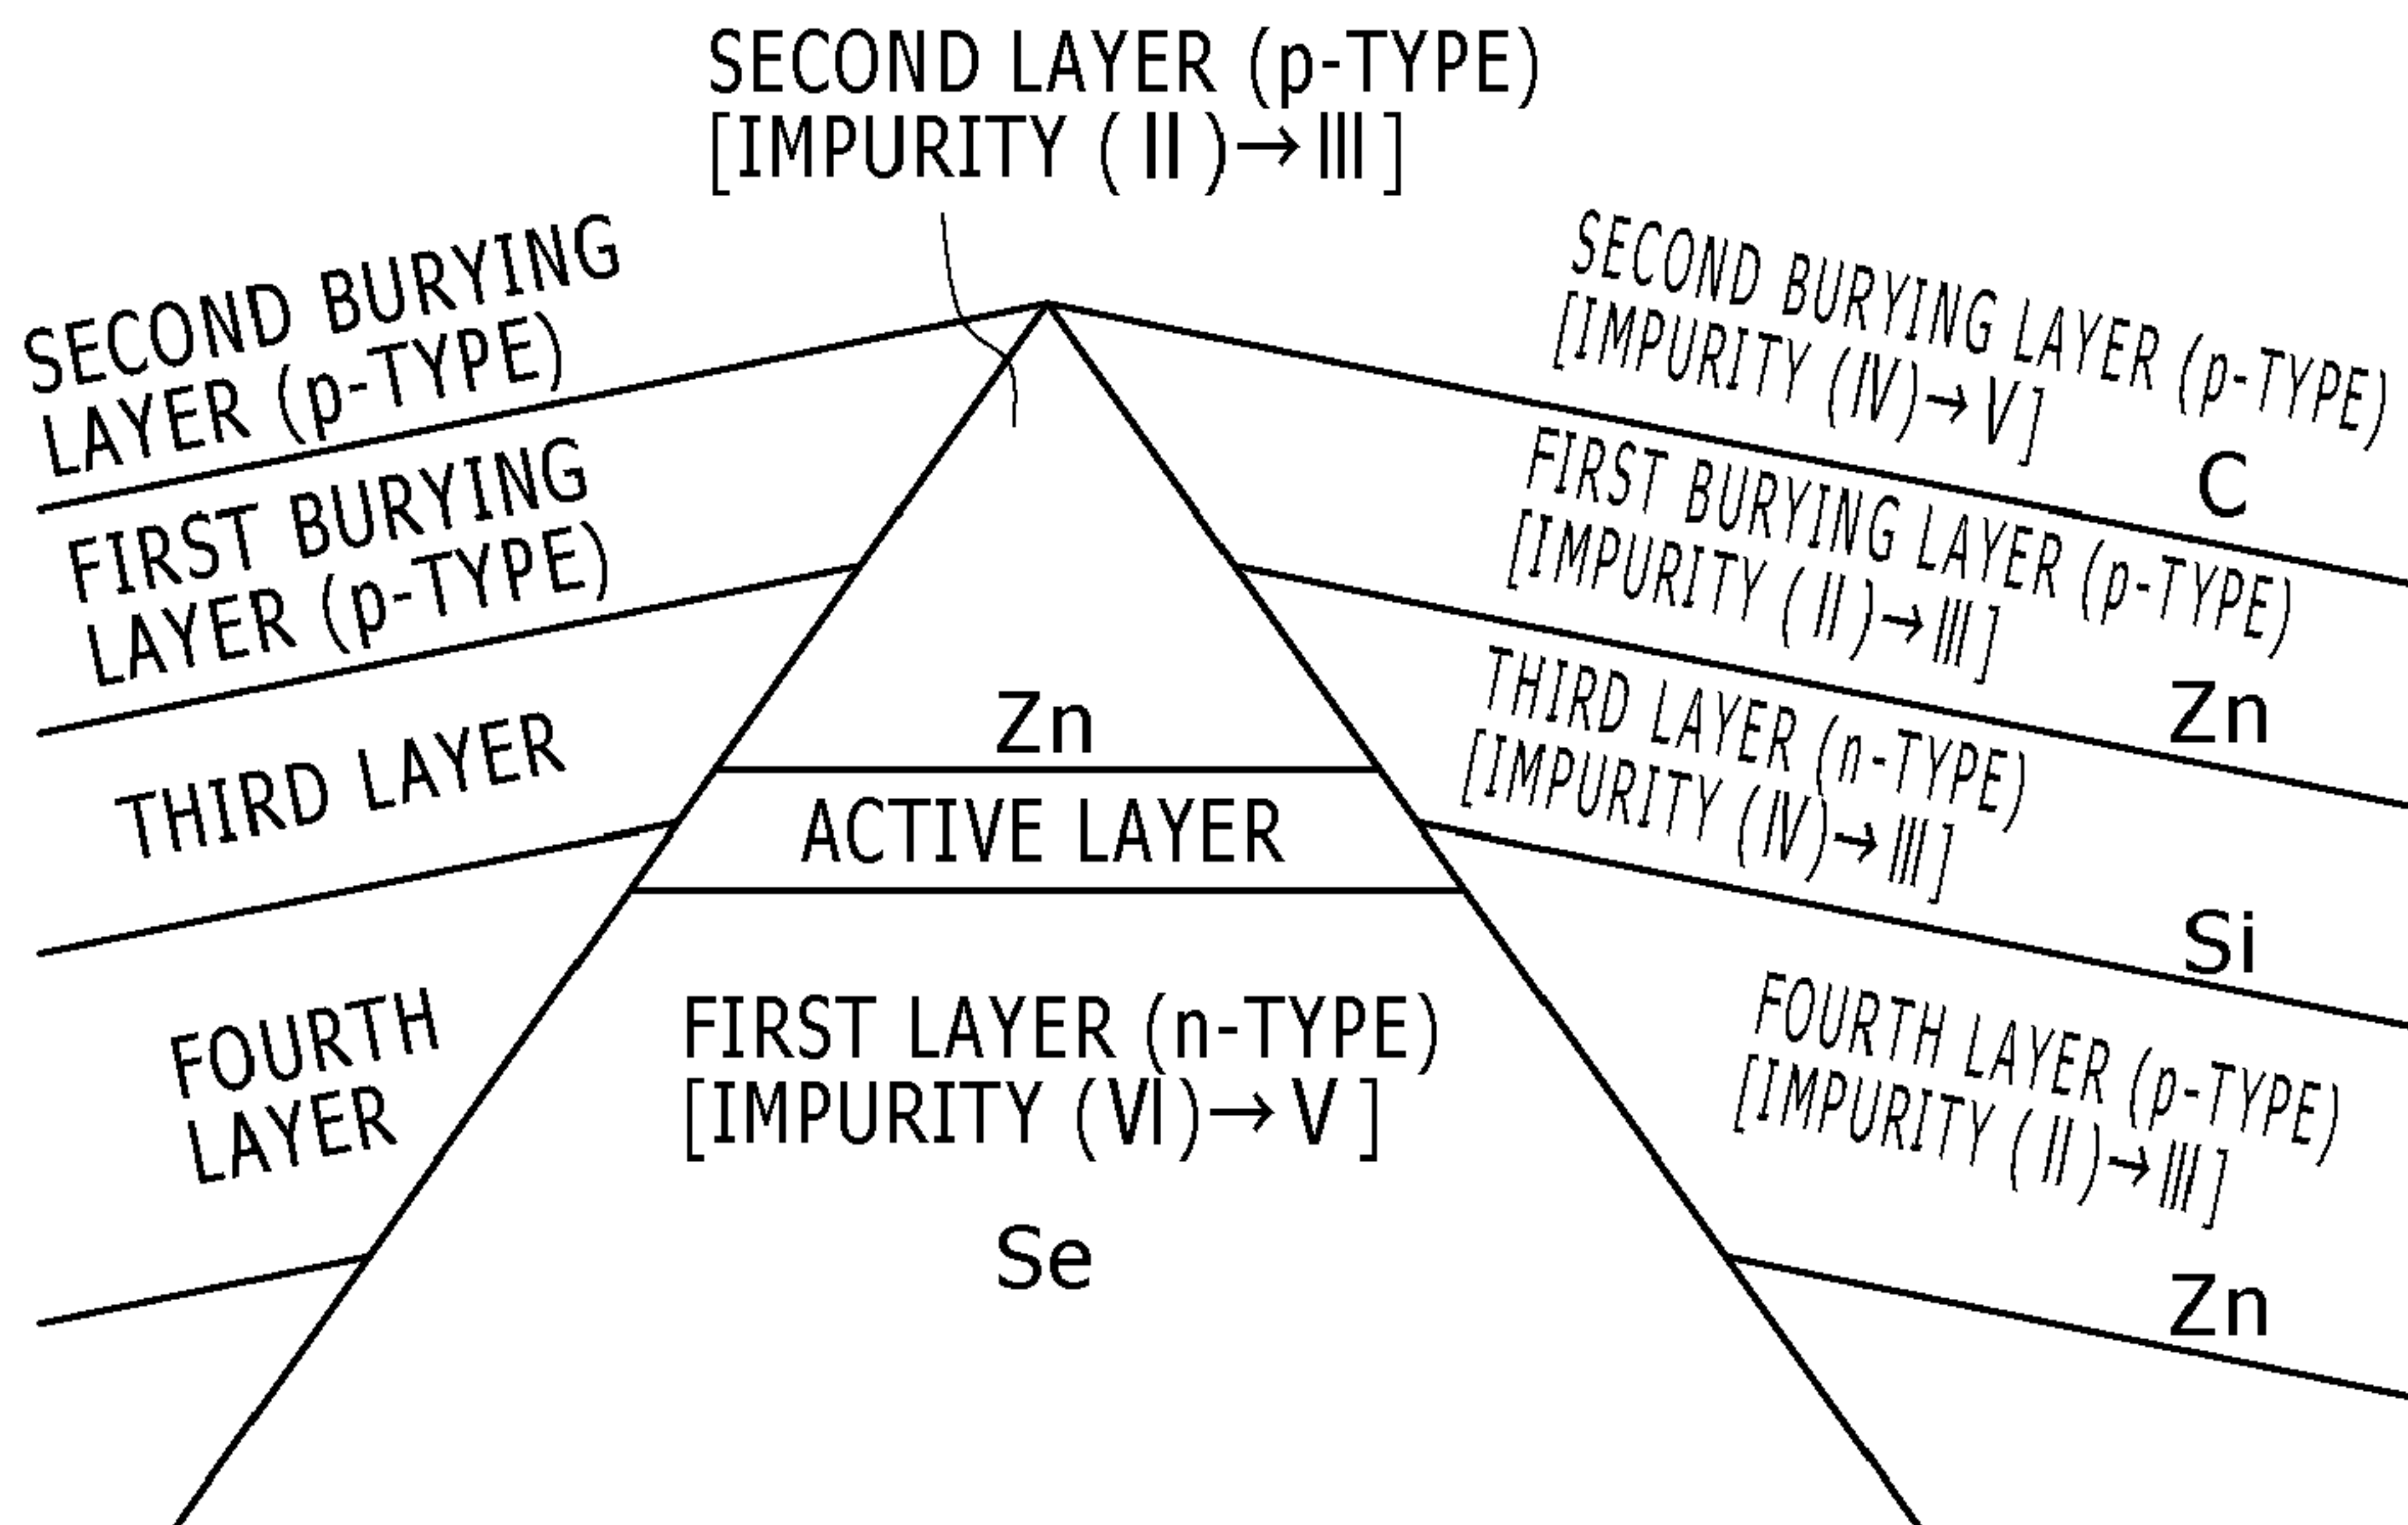 SECOND LAYER (p-TYPE)
[IMPURITY (Ⅱ)→Ⅲ]
SECOND BURYING
LAYER (p-TYPE)
FIRST BURYING
LAYER (p-TYPE)
THIRD LAYER
FOURTH
LAYER
Zn
ACTIVE LAYER
FIRST LAYER (n-TYPE)
[IMPURITY (Ⅵ)→Ⅴ]
Se
SECOND BURYING LAYER (p-TYPE)
[IMPURITY (Ⅳ)→Ⅴ]
C
FIRST BURYING LAYER (p-TYPE)
[IMPURITY (Ⅱ)→Ⅲ]
Zn
THIRD LAYER (n-TYPE)
[IMPURITY (Ⅳ)→Ⅲ]
Si
FOURTH LAYER (p-TYPE)
[IMPURITY (Ⅱ)→Ⅲ]
Zn